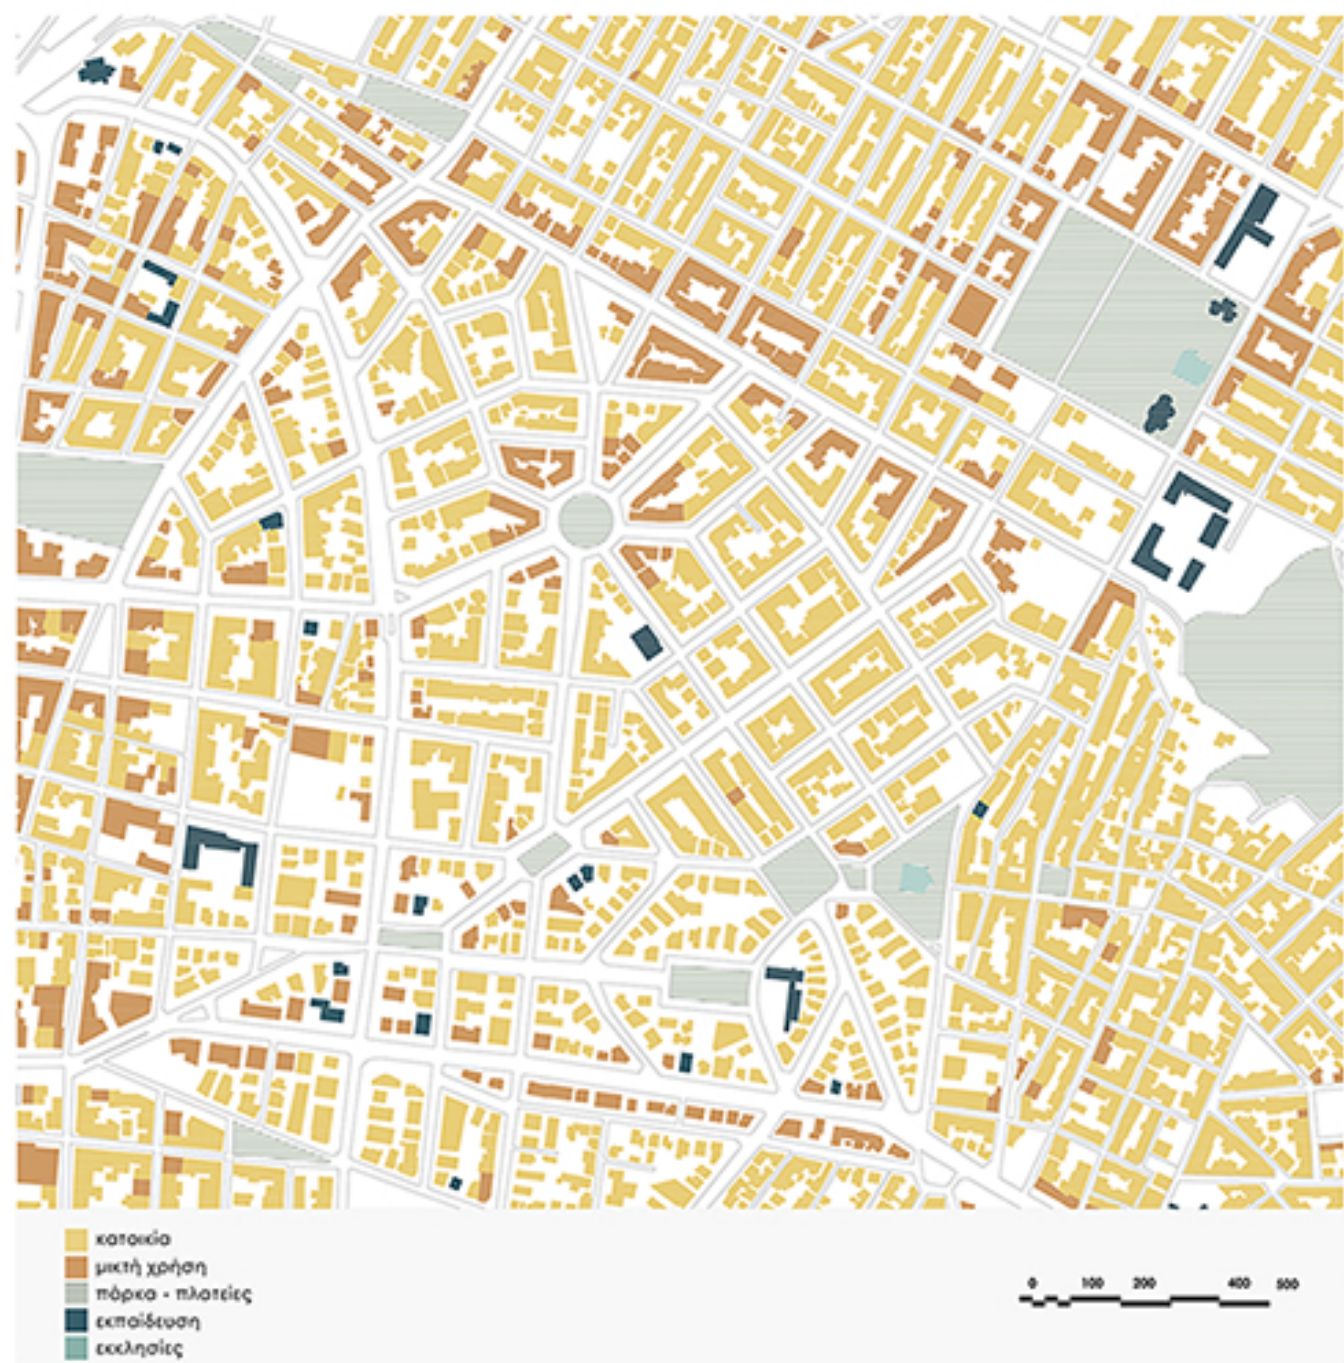 κατοικία
μικτή χρήση
πάρκα - πλατείες
εκπαίδευση
εκκλησίες
0 100 200 400 500